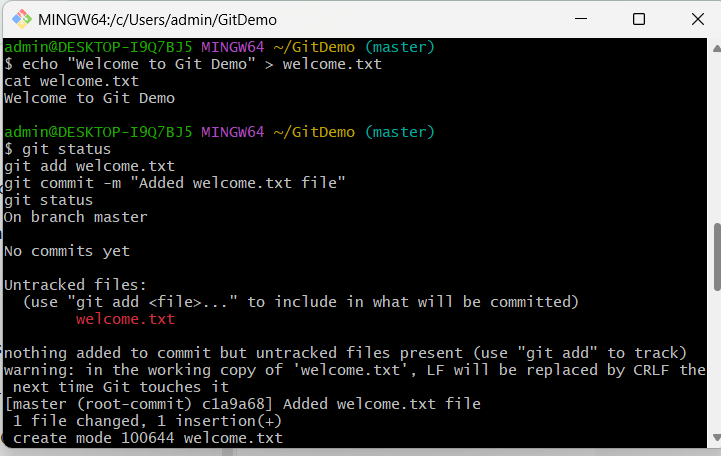 MINGW64:/c/Users/admin/GitDemo
admin@DESKTOP-I9Q7BJ5 MINGW64 ~/GitDemo (master)
$ echo "Welcome to Git Demo" > welcome.txt
cat welcome.txt
Welcome to Git Demo
admin@DESKTOP-I9Q7BJ5 MINGW64 ~/GitDemo (master)
$ git status
git add welcome.txt
git commit -m "Added welcome.txt file"
git status
On branch master
No commits yet
Untracked files:
(use "git add <file>..." to include in what will be committed)
welcome.txt
nothing added to commit but untracked files present (use "git add" to track)
warning: in the working copy of 'welcome.txt', LF will be replaced by CRLF the
next time Git touches it
[master (root-commit) c1a9a68] Added welcome.txt file
1 file changed, 1 insertion(+)
create mode 100644 welcome.txt